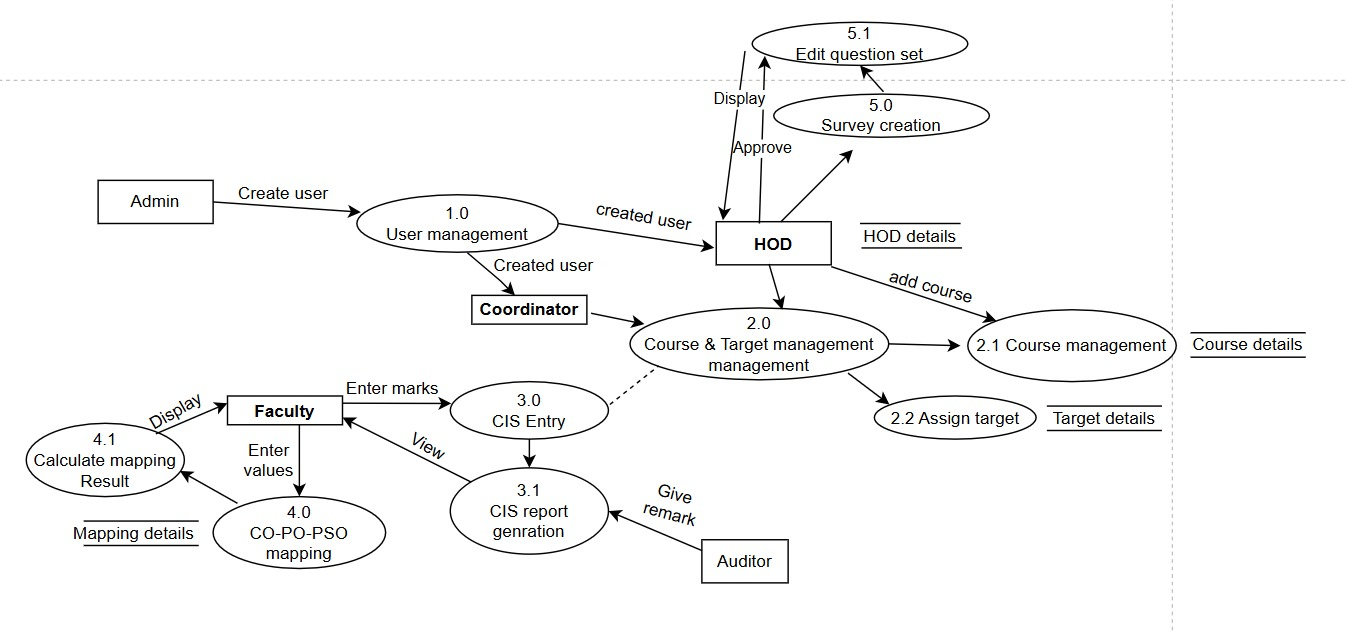 5.1
Edit question set
Display
5.0
Survey creation
Approve
Admin
Create user
1.0
User management
created user
HOD
HOD details
Created user
Coordinator
add course
2.0
Course & Target management
management
2.1 Course management
Course details
Enter marks
Faculty
3.0
CIS Entry
2.2 Assign target
Target details
Display
4.1
Calculate mapping
Result
Enter
values
View
3.1
CIS report
genration
Give
remark
Mapping details
4.0
CO-PO-PSO
mapping
Auditor